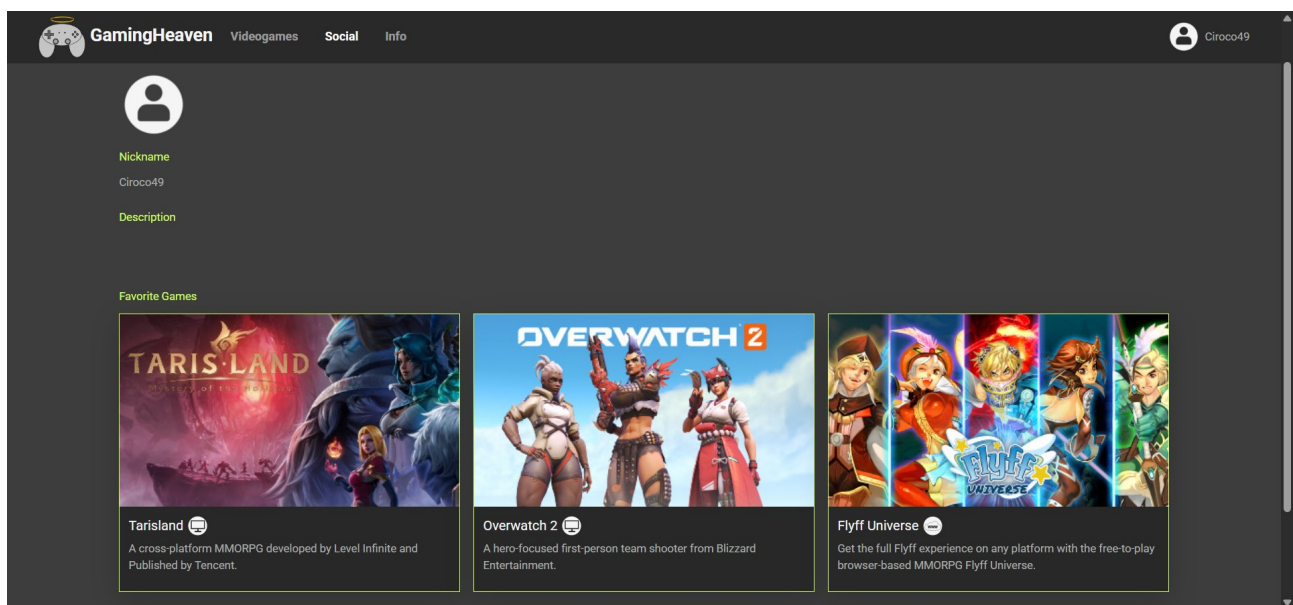 GamingHeaven Videogames Social Info Ciroco49
Nickname
Ciroco49
Description
Favorite Games
TARISLAND
OVERWATCH 2
Flyff
UNIVERSE
Tarisland
A cross-platform MMORPG developed by Level Infinite and
Published by Tencent.
Overwatch 2
A hero-focused first-person team shooter from Blizzard
Entertainment.
Flyff Universe
Get the full Flyff experience on any platform with the free-to-play
browser-based MMORPG Flyff Universe.